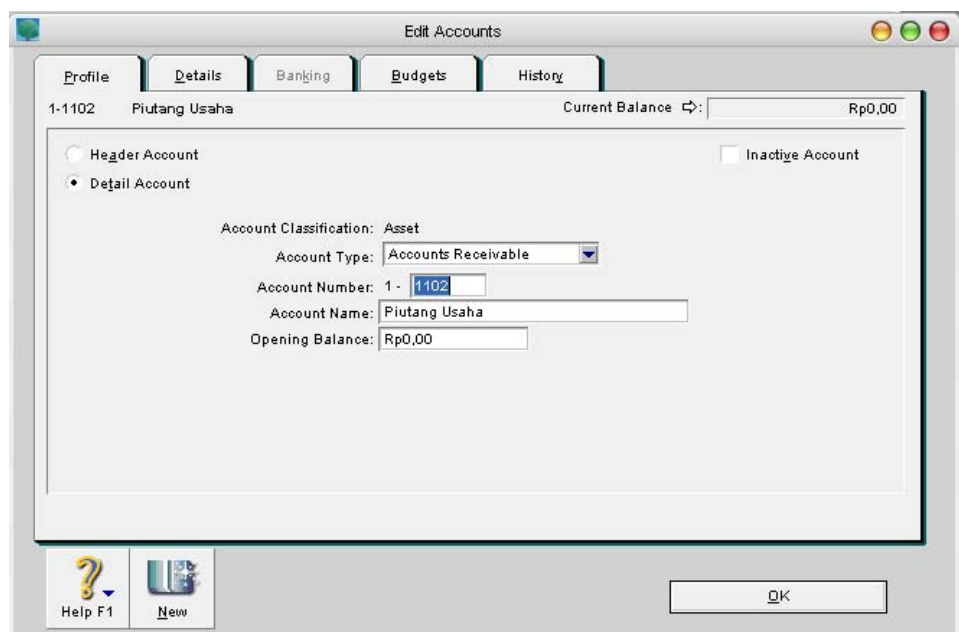 Edit Accounts
Profile Details Banking Budgets History
1-1102 Piutang Usaha Current Balance ⇨: Rp0,00
Header Account Inactive Account
Detail Account
Account Classification: Asset
Account Type: Accounts Receivable
Account Number: 1 - 1102
Account Name: Piutang Usaha
Opening Balance: Rp0,00
Help F1 New OK